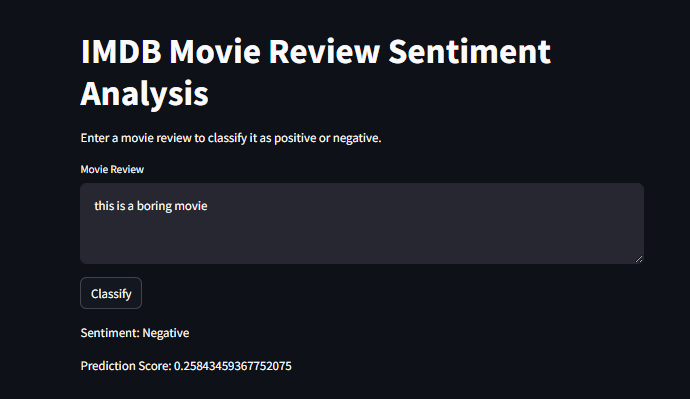 IMDB Movie Review Sentiment
Analysis
Enter a movie review to classify it as positive or negative.
Movie Review
this is a boring movie
Classify
Sentiment: Negative
Prediction Score: 0.25843459367752075